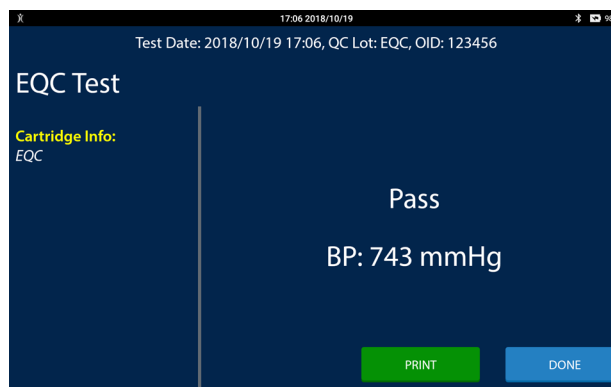 17:06 2018/10/19
98
Test Date: 2018/10/19 17:06, QC Lot: EQC, OID: 123456
EQC Test
Cartridge Info:
EQC
Pass
BP: 743 mmHg
PRINT
DONE